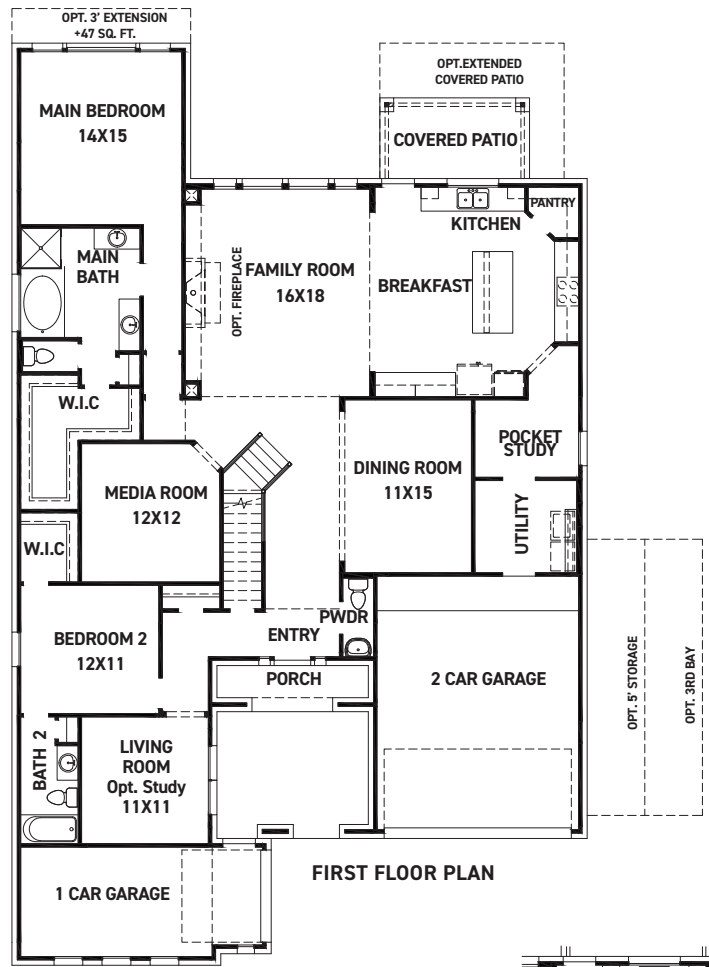 OPT. 3' EXTENSION
+47 SQ. FT.
MAIN BEDROOM
14X15
OPT.EXTENDED
COVERED PATIO
COVERED PATIO
PANTRY
KITCHEN
MAIN
BATH
OPT. FIREPLACE
FAMILY ROOM
16X18
BREAKFAST
W.I.C
POCKET
STUDY
DINING ROOM
11X15
MEDIA ROOM
12X12
UTILITY
W.I.C
PWDR
ENTRY
BEDROOM 2
12X11
PORCH
2 CAR GARAGE
OPT. 5' STORAGE
OPT. 3RD BAY
BATH 2
LIVING
ROOM
Opt. Study
11X11
FIRST FLOOR PLAN
1 CAR GARAGE